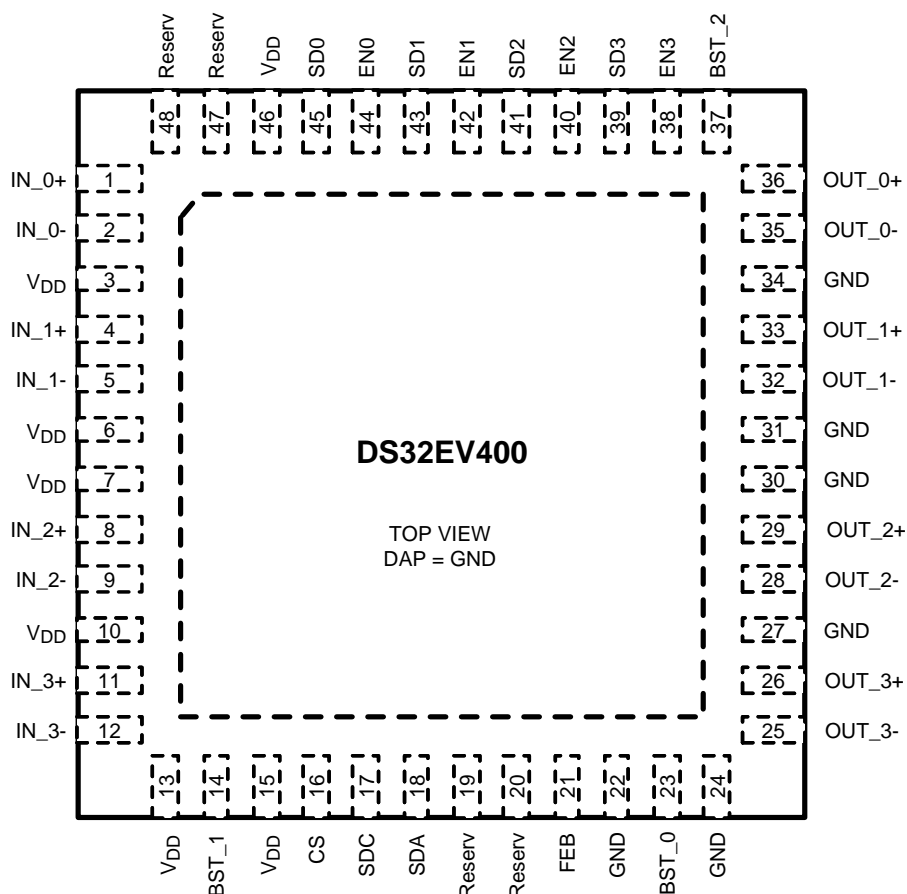 Reserv
Reserv
VDD
SD0
EN0
SD1
EN1
SD2
EN2
SD3
EN3
BST_2
48
47
46
45
44
43
42
41
40
39
38
37
IN_0+ 1 36 OUT_0+
IN_0- 2 35 OUT_0-
VDD 3 34 GND
IN_1+ 4 33 OUT_1+
IN_1- 5 32 OUT_1-
VDD 6 31 GND
DS32EV400
VDD 7 30 GND
IN_2+ 8 29 OUT_2+
TOP VIEW
DAP = GND
IN_2- 9 28 OUT_2-
VDD 10 27 GND
IN_3+ 11 26 OUT_3+
IN_3- 12 25 OUT_3-
13
14
15
16
17
18
19
20
21
22
23
24
VDD
BST_1
VDD
CS
SDC
SDA
Reserv
Reserv
FEB
GND
BST_0
GND